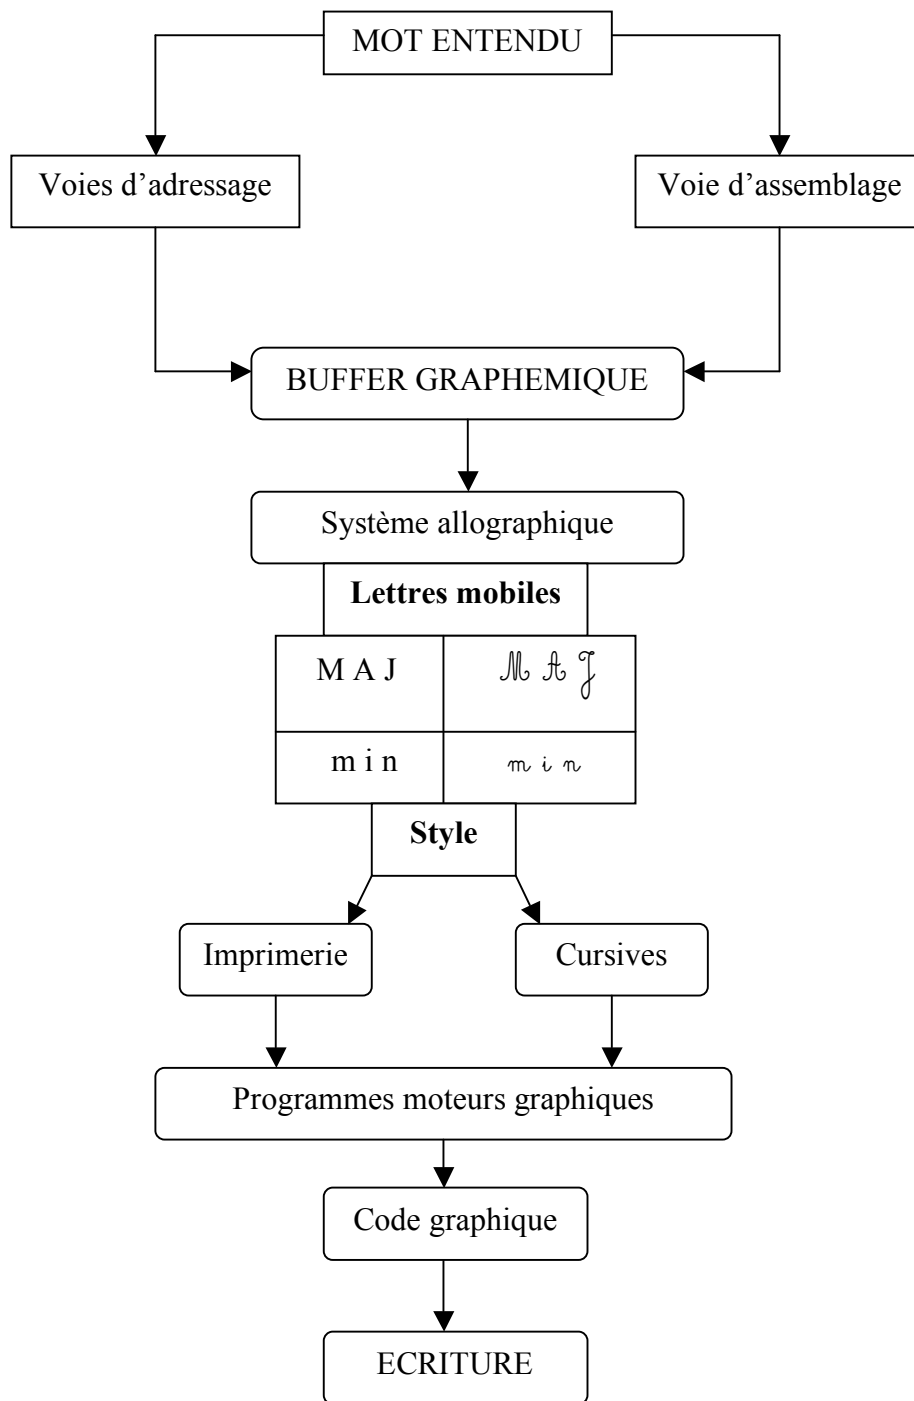 MOT ENTENDU
Voies d’adressage
Voie d’assemblage
BUFFER GRAPHEMIQUE
Système allographique
Lettres mobiles
M A J
M A J
m i n
m i n
Style
Imprimerie
Cursives
Programmes moteurs graphiques
Code graphique
ECRITURE